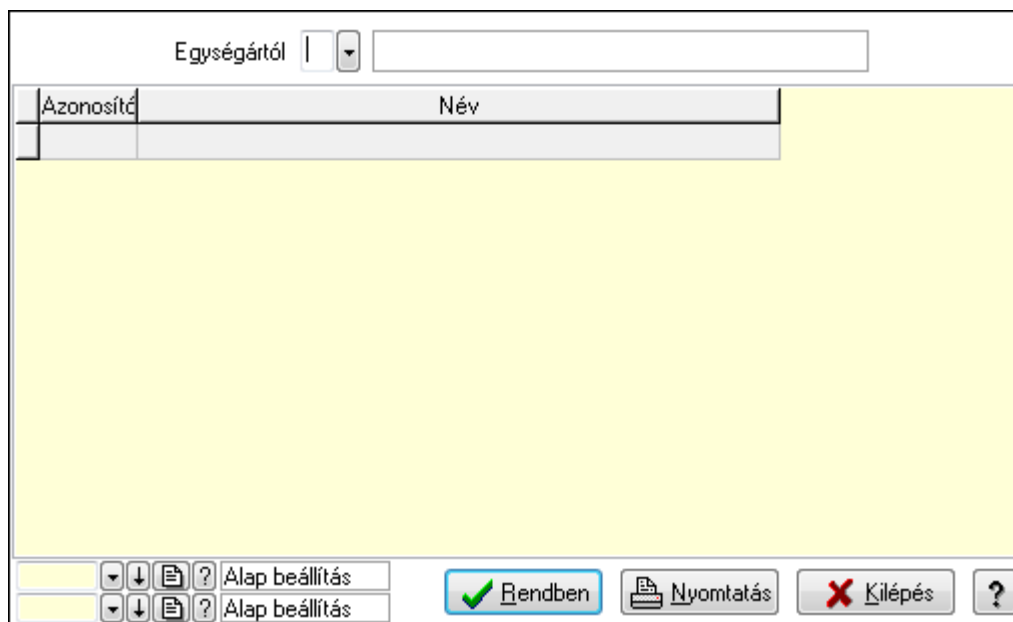 Egységártól
Azonosító Név
? Alap beállítás
? Alap beállítás
Rendben Nyomtatás Kilépés ?